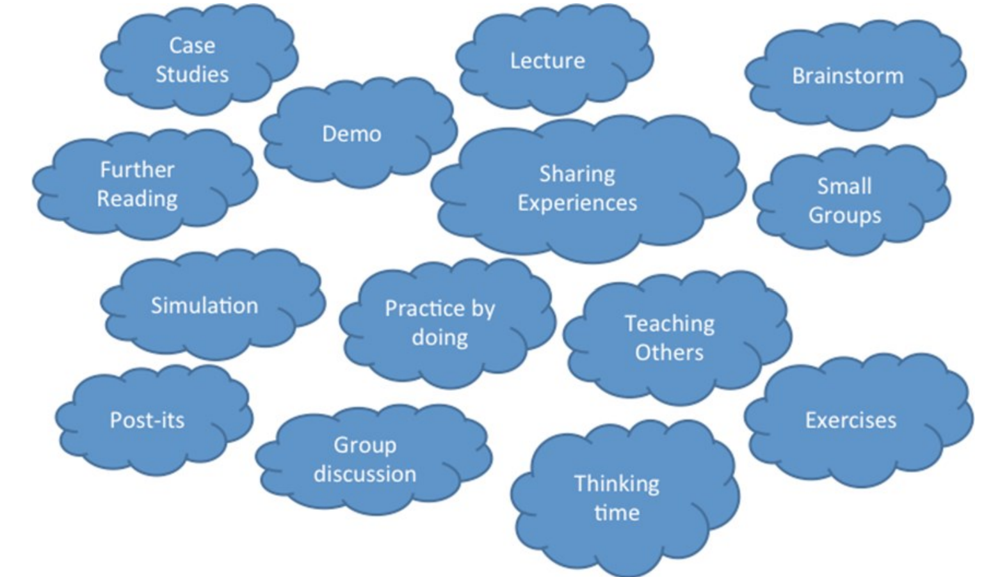 Case
Studies
Lecture
Brainstorm
Demo
Further
Reading
Sharing
Experiences
Small
Groups
Simulation
Practice by
doing
Teaching
Others
Post-its
Group
discussion
Thinking
time
Exercises